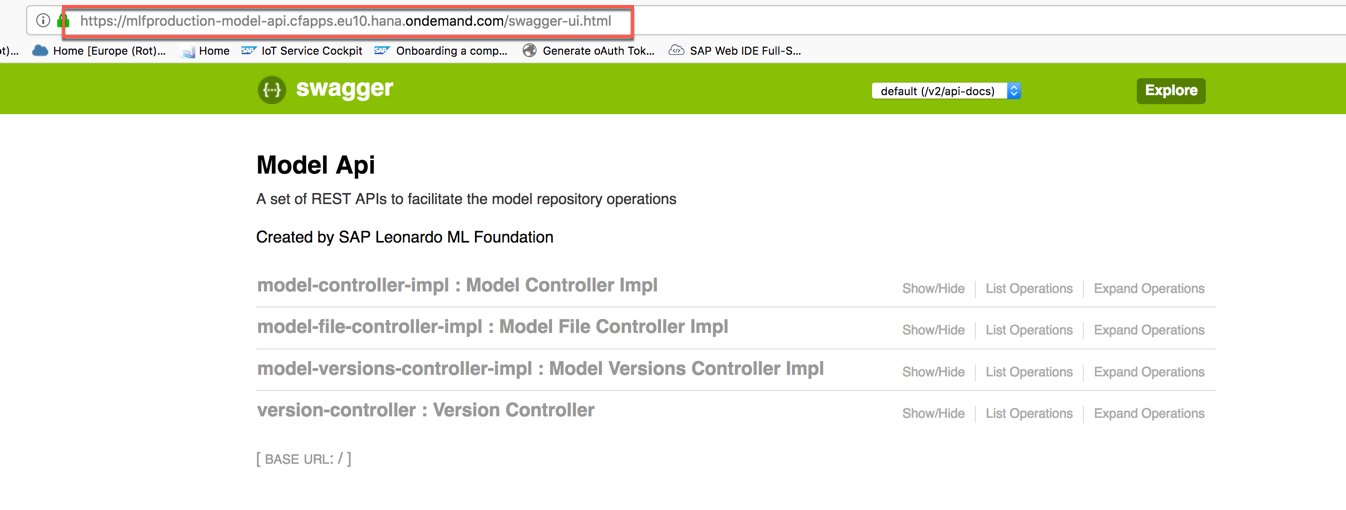 https://mlfproduction-model-api.cfapps.eu10.hana.ondemand.com/swagger-ui.html
ot)... Home [Europe (Rot)... Home SAP IoT Service Cockpit SAP Onboarding a comp... Generate oAuth Tok... SAP Web IDE Full-S...
{···} swagger default (/v2/api-docs) Explore
Model Api
A set of REST APIs to facilitate the model repository operations
Created by SAP Leonardo ML Foundation
model-controller-impl : Model Controller Impl Show/Hide List Operations Expand Operations
model-file-controller-impl : Model File Controller Impl Show/Hide List Operations Expand Operations
model-versions-controller-impl : Model Versions Controller Impl Show/Hide List Operations Expand Operations
version-controller : Version Controller Show/Hide List Operations Expand Operations
[ BASE URL: / ]